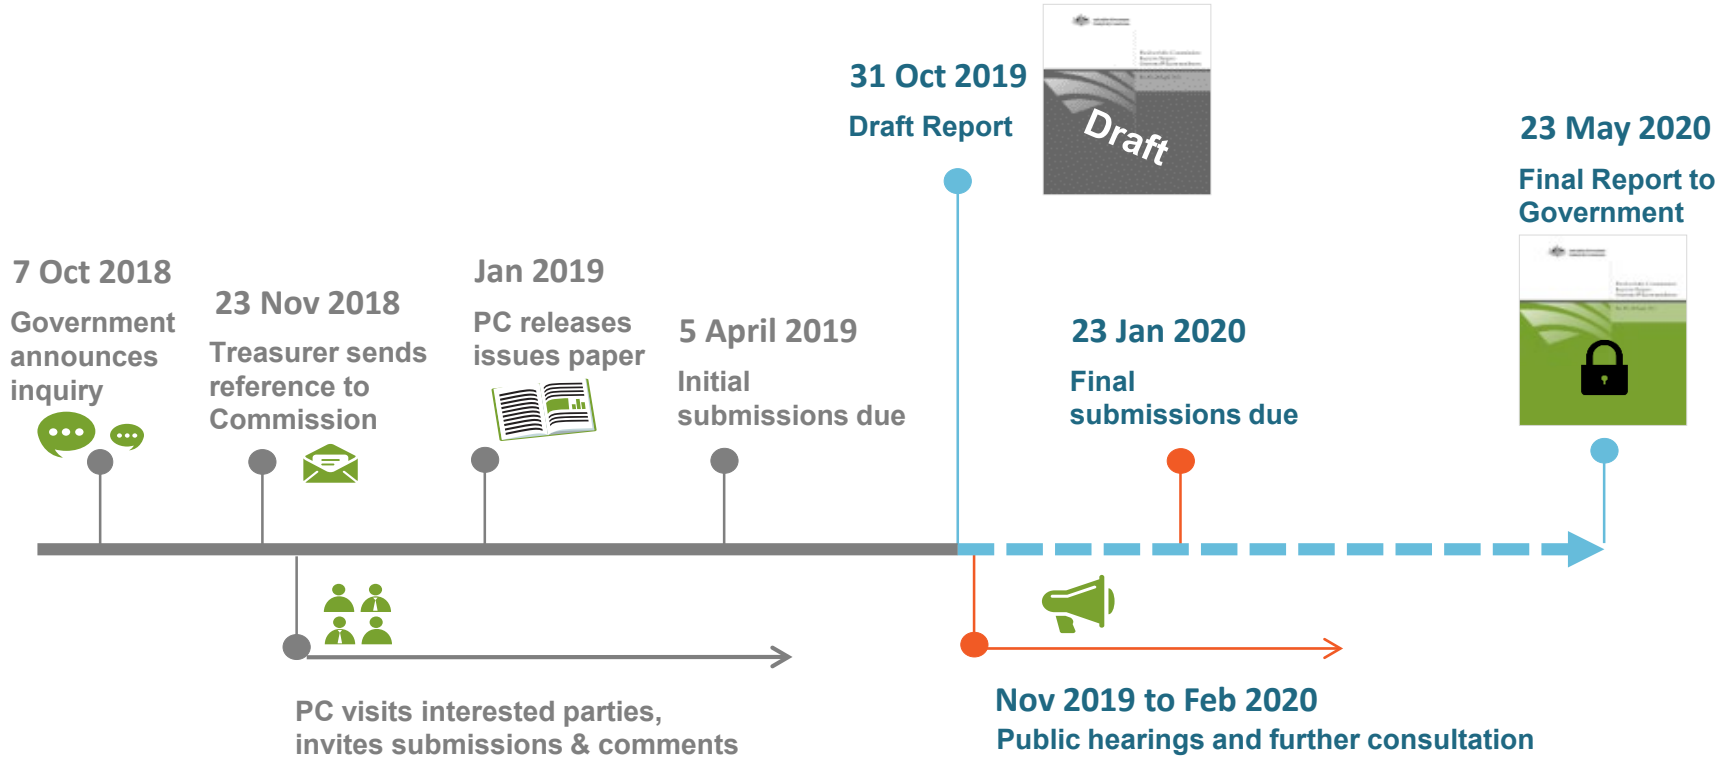 7 Oct 2018
Government
announces
inquiry
23 Nov 2018
Treasurer sends
reference to
Commission
Jan 2019
PC releases
issues paper
5 April 2019
Initial
submissions due
31 Oct 2019
Draft Report
Draft
23 Jan 2020
Final
submissions due
23 May 2020
Final Report to
Government
PC visits interested parties,
invites submissions & comments
Nov 2019 to Feb 2020
Public hearings and further consultation